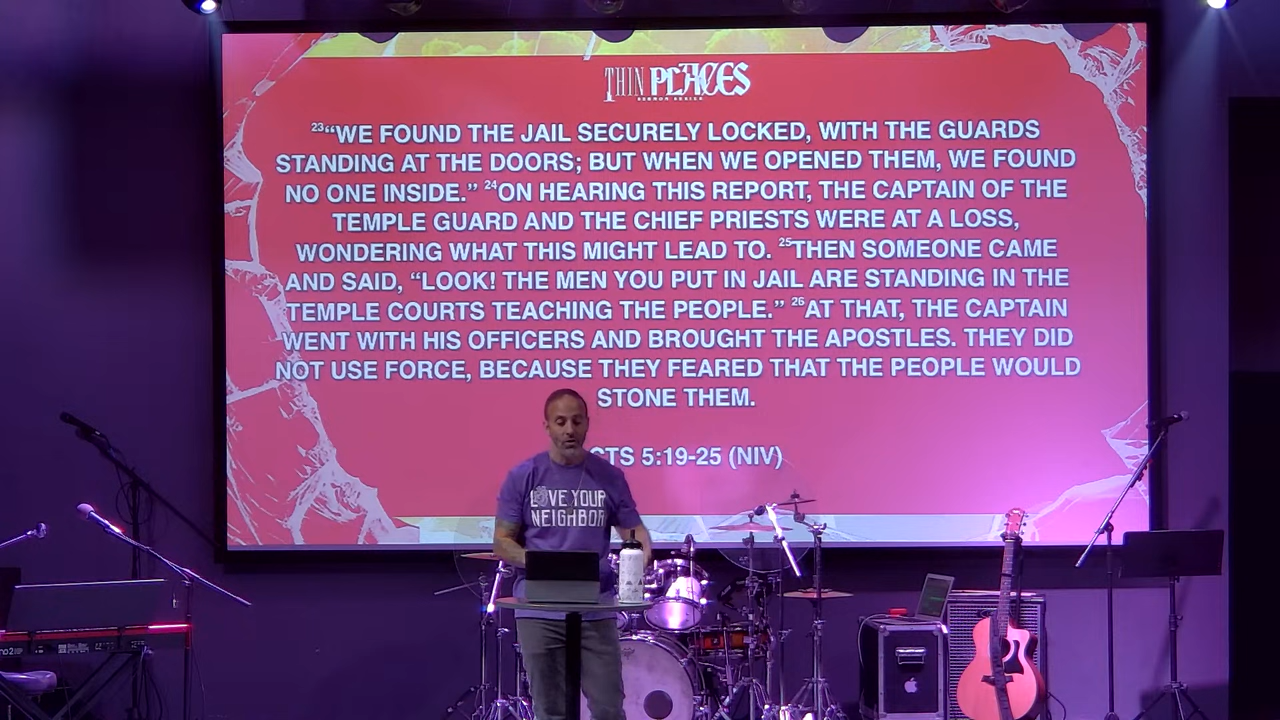 THIN PLACES
SERMON SERIES
23“WE FOUND THE JAIL SECURELY LOCKED, WITH THE GUARDS
STANDING AT THE DOORS; BUT WHEN WE OPENED THEM, WE FOUND
NO ONE INSIDE.” 24ON HEARING THIS REPORT, THE CAPTAIN OF THE
TEMPLE GUARD AND THE CHIEF PRIESTS WERE AT A LOSS,
WONDERING WHAT THIS MIGHT LEAD TO. 25THEN SOMEONE CAME
AND SAID, “LOOK! THE MEN YOU PUT IN JAIL ARE STANDING IN THE
TEMPLE COURTS TEACHING THE PEOPLE.” 26AT THAT, THE CAPTAIN
WENT WITH HIS OFFICERS AND BROUGHT THE APOSTLES. THEY DID
NOT USE FORCE, BECAUSE THEY FEARED THAT THE PEOPLE WOULD
STONE THEM.
CTS 5:19-25 (NIV)
LOVE YOUR
NEIGHBOR